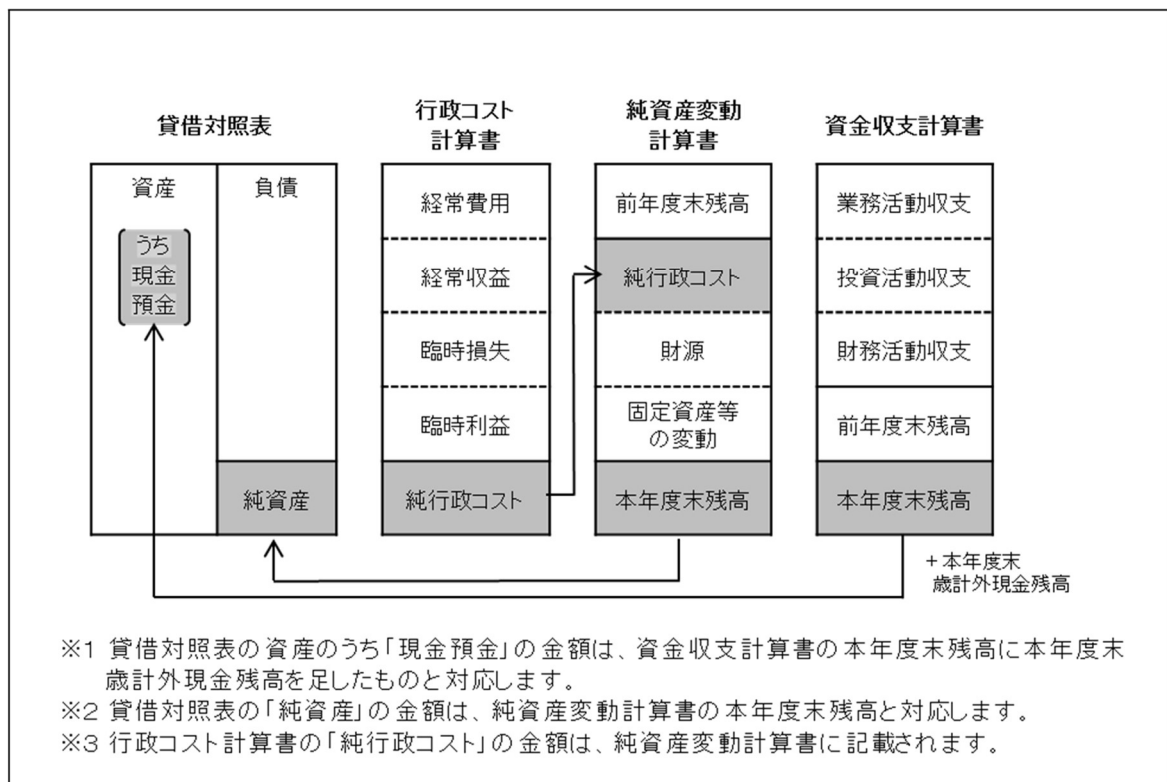 貸借対照表
行政コスト
計算書
純資産変動
計算書
資金収支計算書
資産
うち
現金
預金
負債
純資産
経常費用
経常収益
臨時損失
臨時利益
純行政コスト
前年度末残高
純行政コスト
財源
固定資産等
の変動
本年度末残高
業務活動収支
投資活動収支
財務活動収支
前年度末残高
本年度末残高
+本年度末
歳計外現金残高
※1 貸借対照表の資産のうち「現金預金」の金額は、資金収支計算書の本年度末残高に本年度末
歳計外現金残高を足したものと対応します。
※2 貸借対照表の「純資産」の金額は、純資産変動計算書の本年度末残高と対応します。
※3 行政コスト計算書の「純行政コスト」の金額は、純資産変動計算書に記載されます。